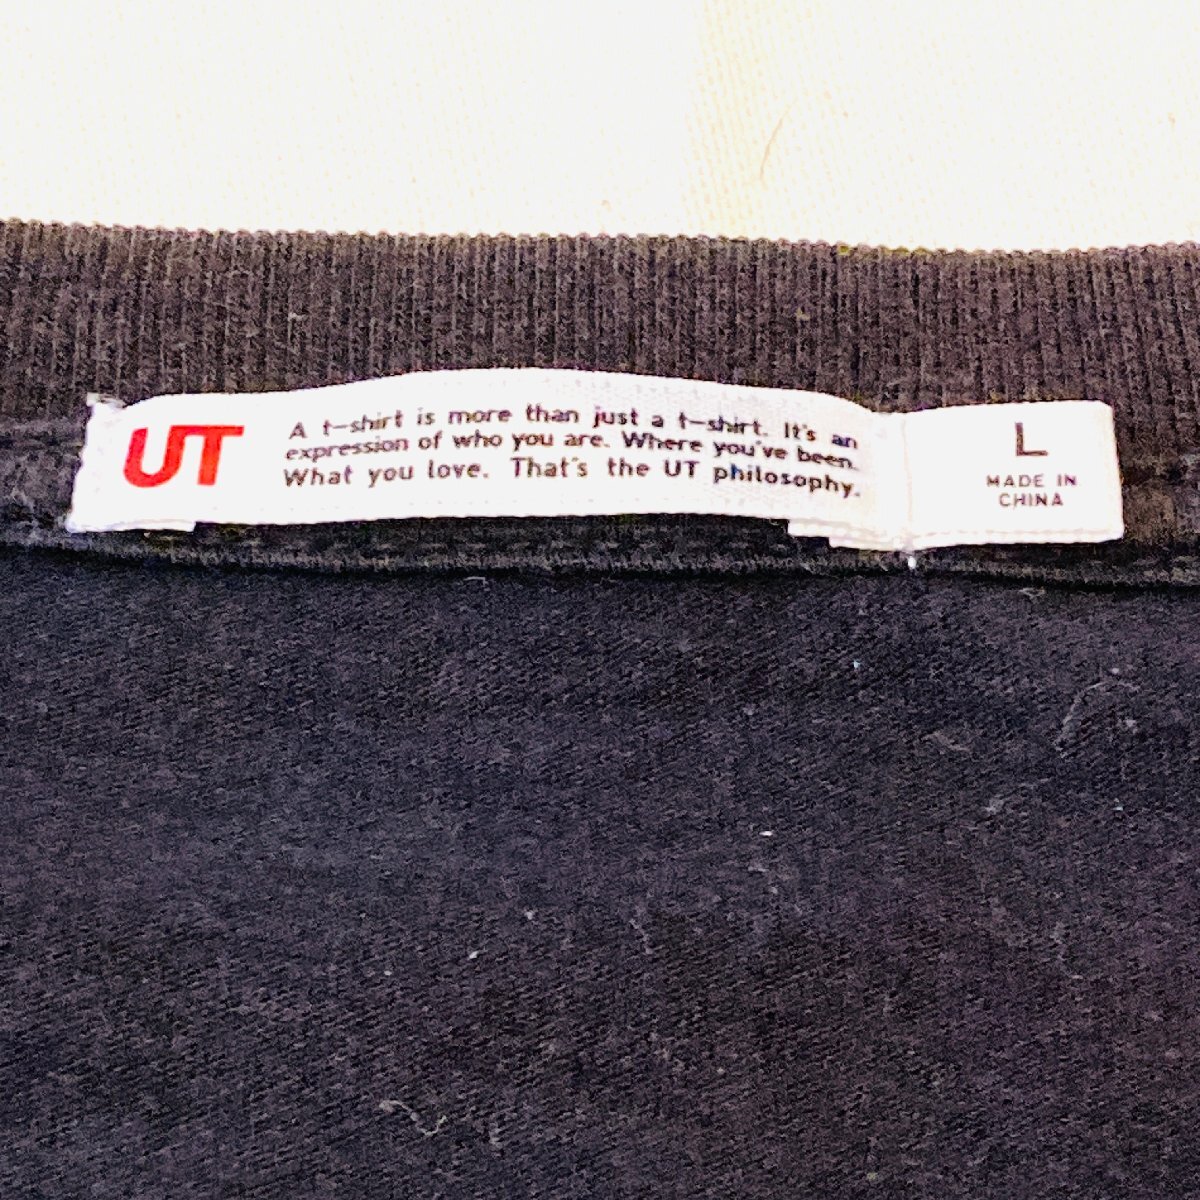 UT
A t-shirt is more than just a t-shirt. It's an
expression of who you are. Where you've been.
What you love. That's the UT philosophy.
L
MADE IN
CHINA